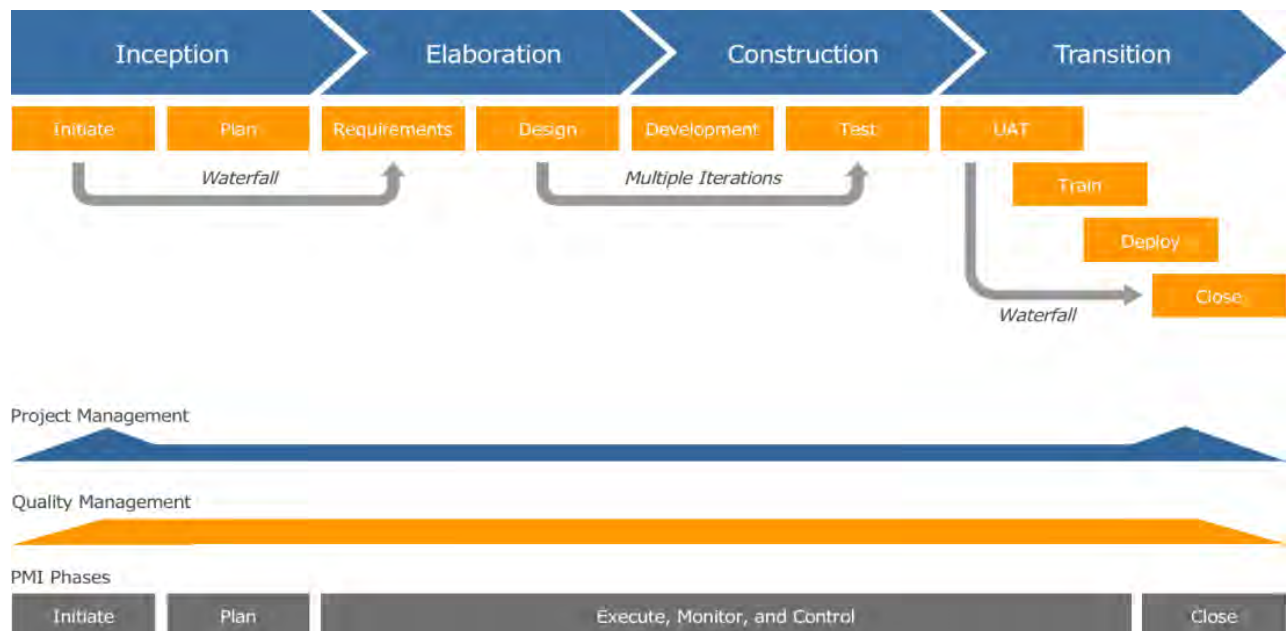 Inception
Elaboration
Construction
Transition
Initiate
Plan
Requirements
Design
Development
Test
UAT
Waterfall
Multiple Iterations
Train
Deploy
Close
Waterfall
Project Management
Quality Management
PMI Phases
Initiate
Plan
Execute, Monitor, and Control
Close